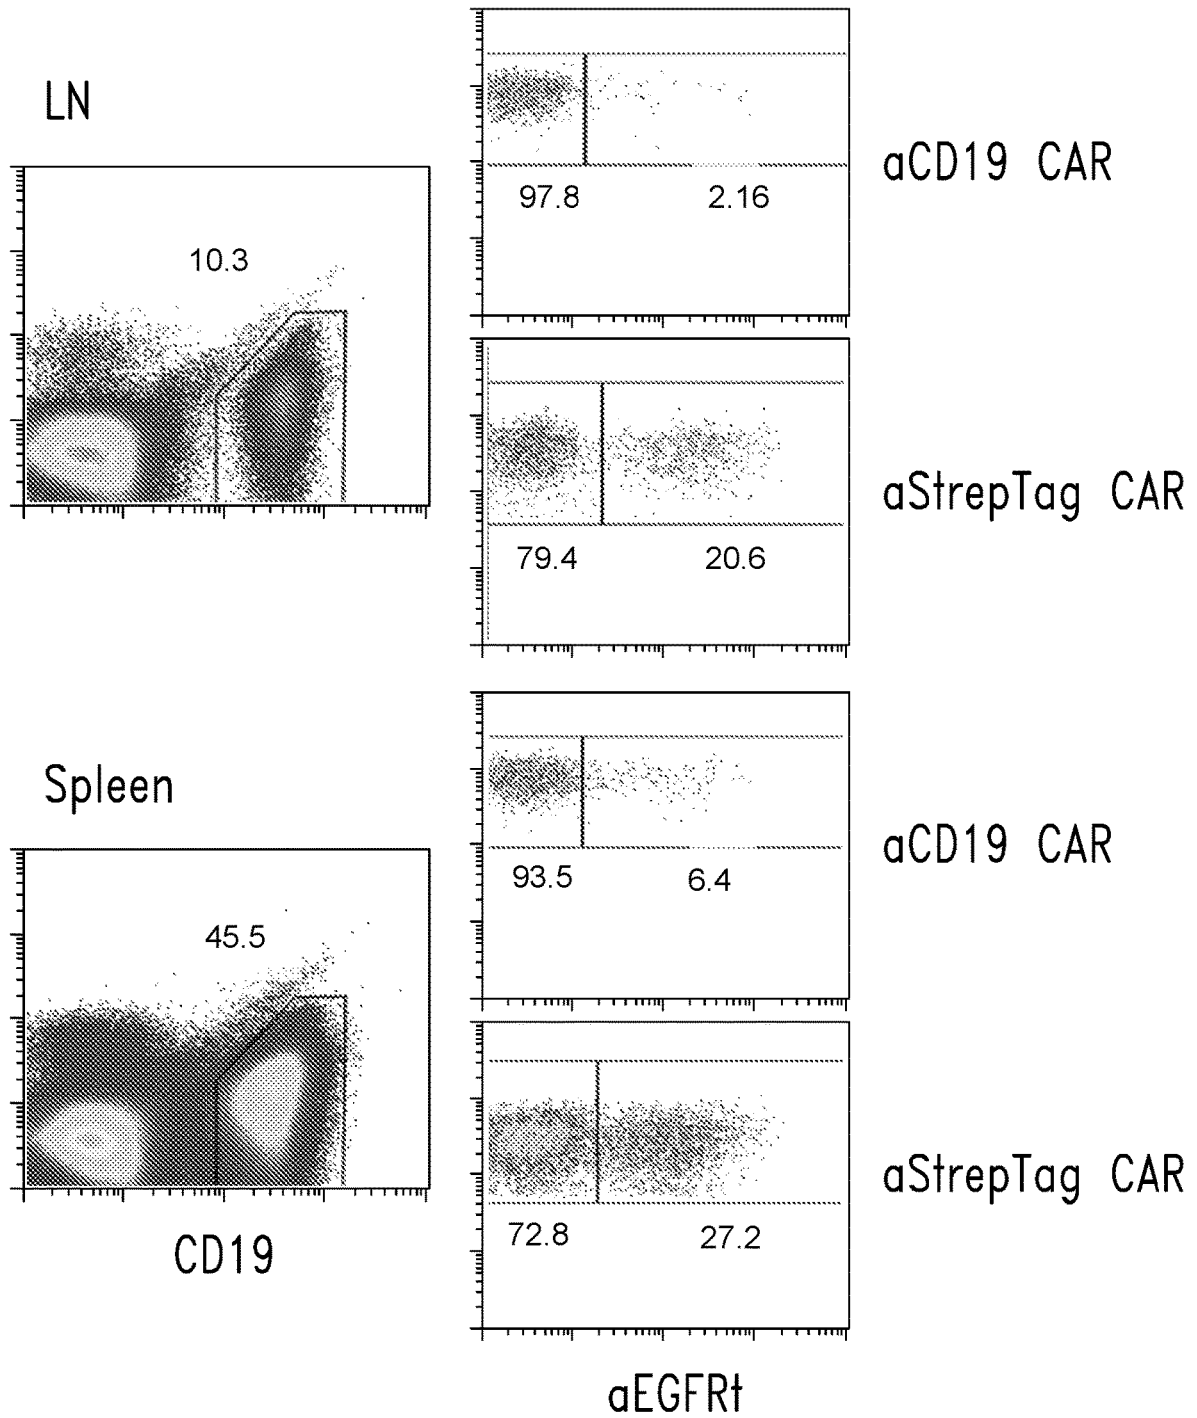 LN
10.3
97.8 2.16
aCD19 CAR
79.4 20.6
aStrepTag CAR
Spleen
45.5
CD19
93.5 6.4
aCD19 CAR
72.8 27.2
aStrepTag CAR
aEGFRt